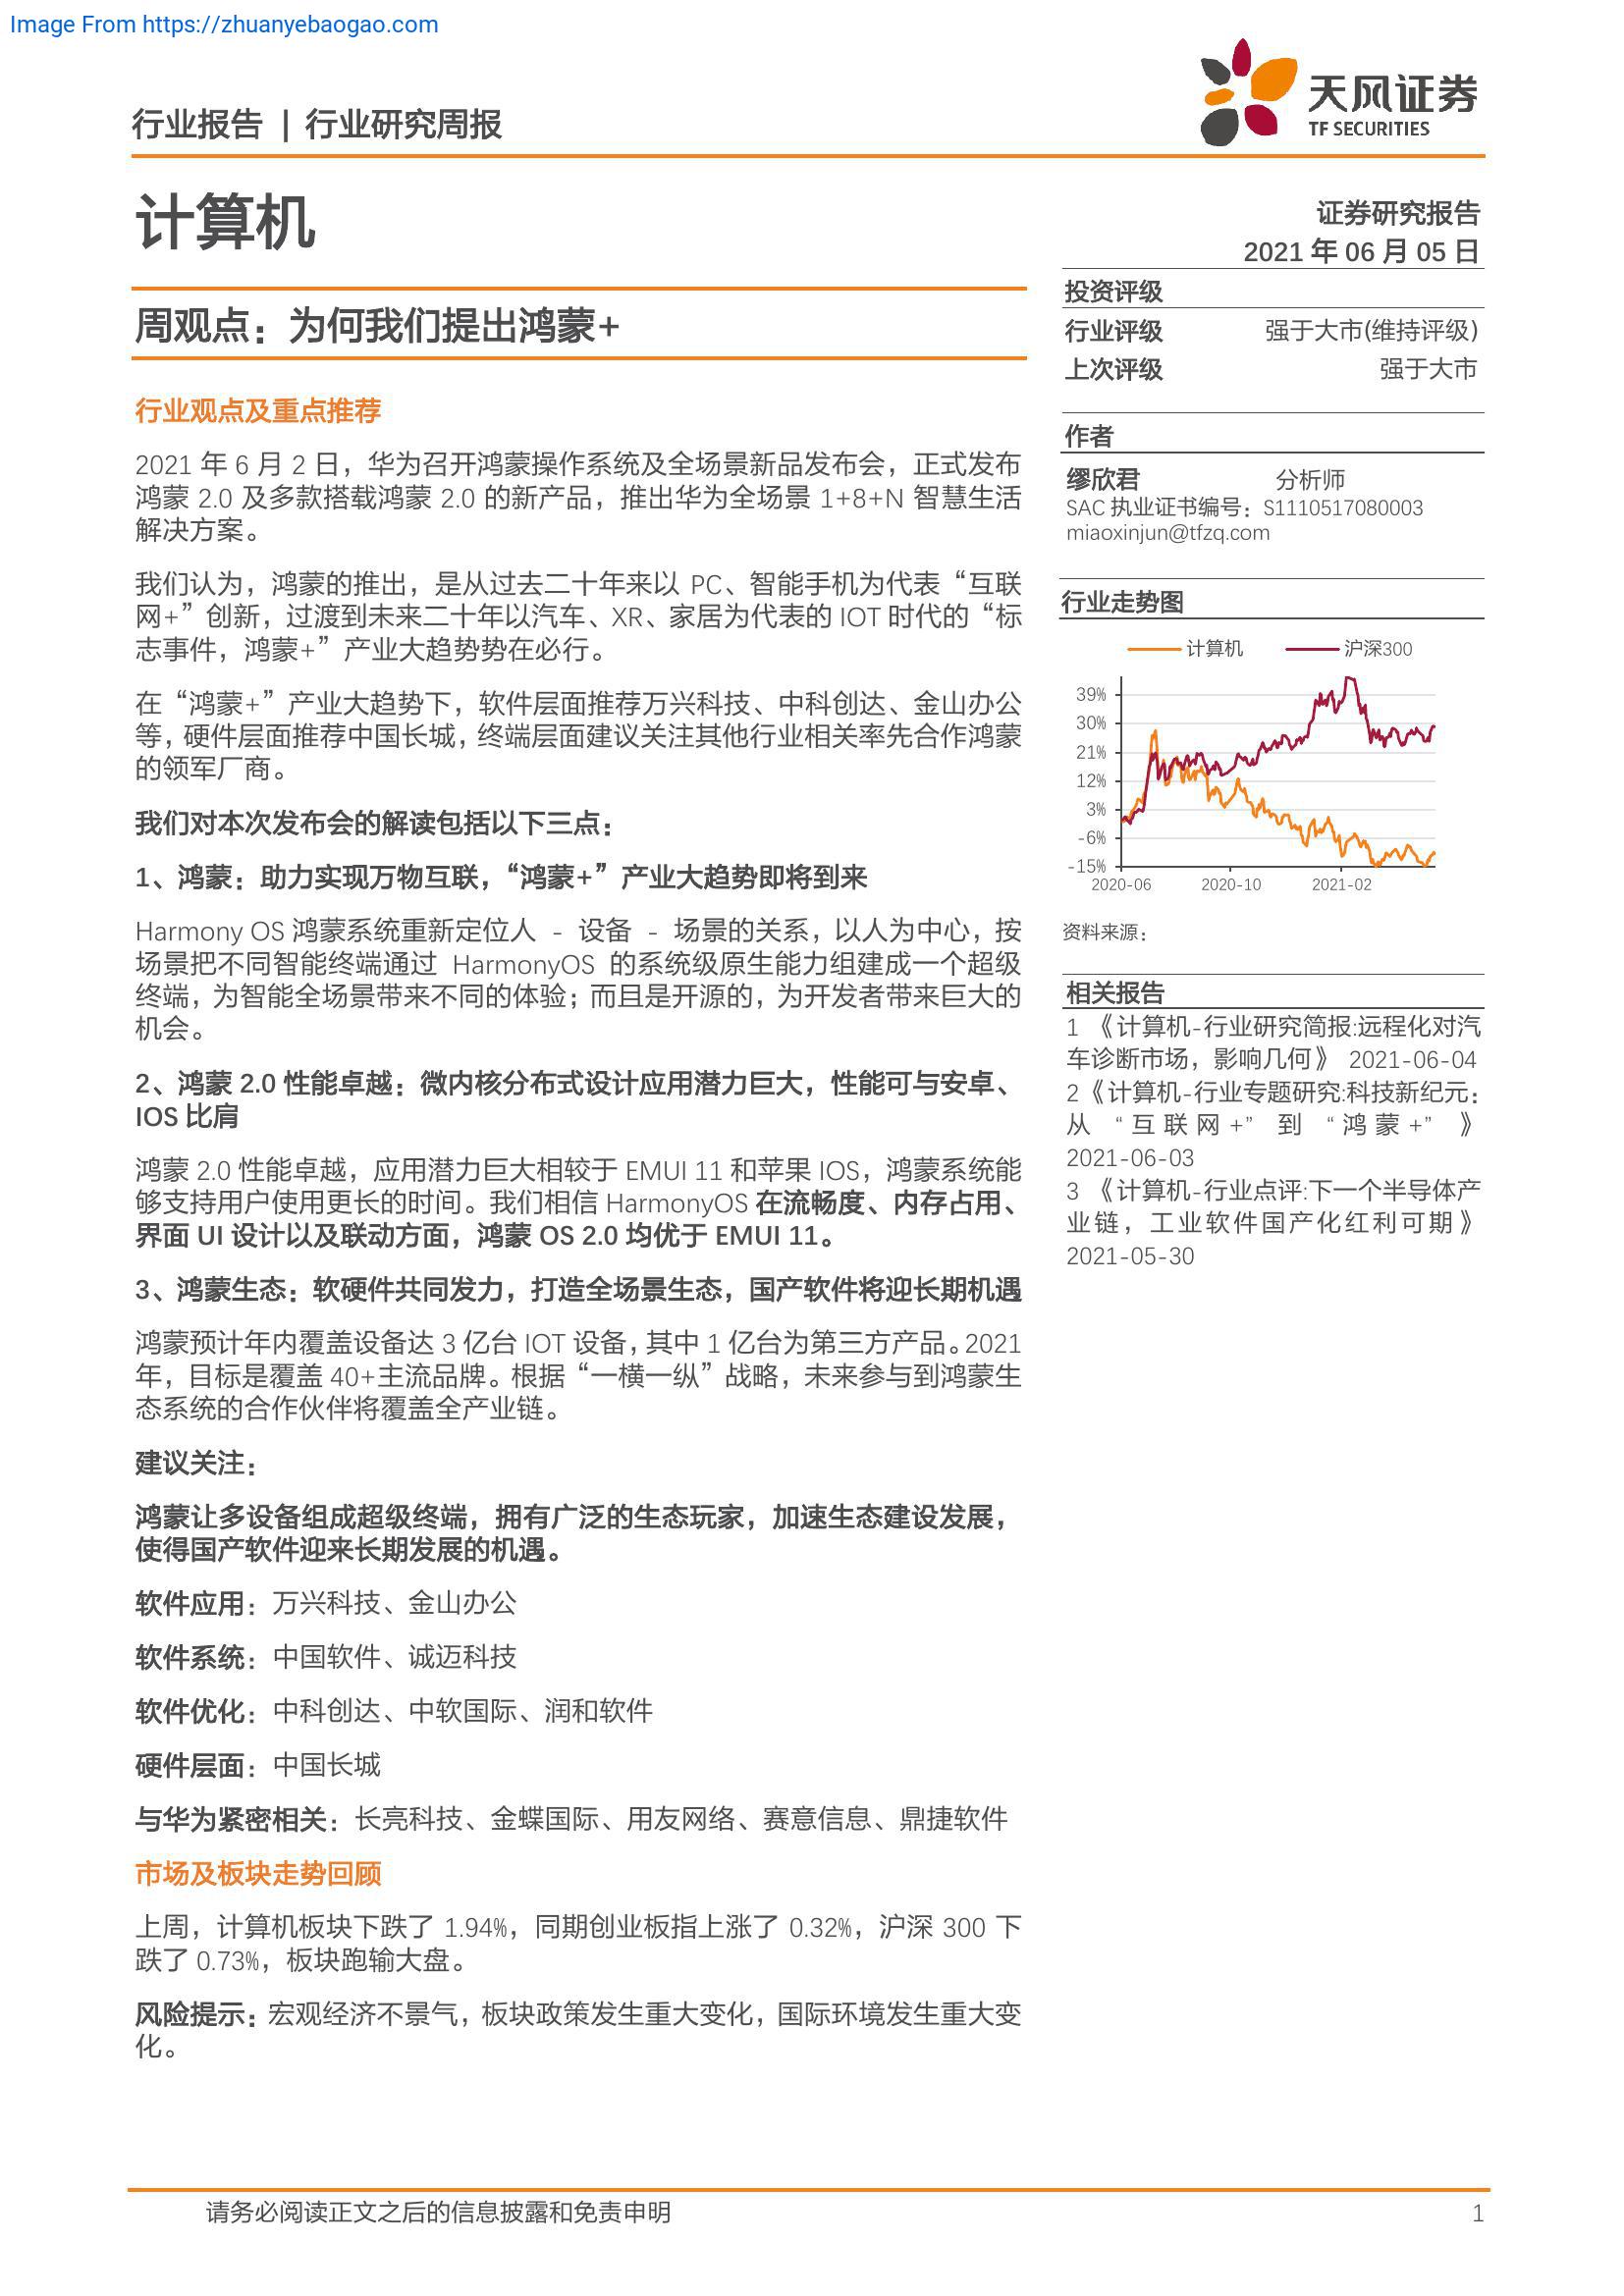 Image From https://zhuanyebaogao.com
行业报告 | 行业研究周报
天风证券
TF SECURITIES
计算机
证券研究报告
2021 年 06 月 05 日
周观点：为何我们提出鸿蒙+
行业观点及重点推荐
2021 年 6 月 2 日，华为召开鸿蒙操作系统及全场景新品发布会，正式发布
鸿蒙 2.0 及多款搭载鸿蒙 2.0 的新产品，推出华为全场景 1+8+N 智慧生活
解决方案。
我们认为，鸿蒙的推出，是从过去二十年来以 PC、智能手机为代表“互联
网+”创新，过渡到未来二十年以汽车、XR、家居为代表的 IOT 时代的“标
志事件，鸿蒙+”产业大趋势势在必行。
在“鸿蒙+”产业大趋势下，软件层面推荐万兴科技、中科创达、金山办公
等，硬件层面推荐中国长城，终端层面建议关注其他行业相关率先合作鸿蒙
的领军厂商。
我们对本次发布会的解读包括以下三点：
1、鸿蒙：助力实现万物互联，“鸿蒙+”产业大趋势即将到来
Harmony OS 鸿蒙系统重新定位人 - 设备 - 场景的关系，以人为中心，按
场景把不同智能终端通过 HarmonyOS 的系统级原生能力组建成一个超级
终端，为智能全场景带来不同的体验；而且是开源的，为开发者带来巨大的
机会。
2、鸿蒙 2.0 性能卓越：微内核分布式设计应用潜力巨大，性能可与安卓、
IOS 比肩
鸿蒙 2.0 性能卓越，应用潜力巨大相较于 EMUI 11 和苹果 IOS，鸿蒙系统能
够支持用户使用更长的时间。我们相信 HarmonyOS 在流畅度、内存占用、
界面 UI 设计以及联动方面，鸿蒙 OS 2.0 均优于 EMUI 11。
3、鸿蒙生态：软硬件共同发力，打造全场景生态，国产软件将迎长期机遇
鸿蒙预计年内覆盖设备达 3 亿台 IOT 设备，其中 1 亿台为第三方产品。2021
年，目标是覆盖 40+主流品牌。根据“一横一纵”战略，未来参与到鸿蒙生
态系统的合作伙伴将覆盖全产业链。
建议关注：
鸿蒙让多设备组成超级终端，拥有广泛的生态玩家，加速生态建设发展，
使得国产软件迎来长期发展的机遇。
软件应用：万兴科技、金山办公
软件系统：中国软件、诚迈科技
软件优化：中科创达、中软国际、润和软件
硬件层面：中国长城
与华为紧密相关：长亮科技、金蝶国际、用友网络、赛意信息、鼎捷软件
市场及板块走势回顾
上周，计算机板块下跌了 1.94%，同期创业板指上涨了 0.32%，沪深 300 下
跌了 0.73%，板块跑输大盘。
风险提示：宏观经济不景气，板块政策发生重大变化，国际环境发生重大变
化。
投资评级
行业评级 强于大市(维持评级)
上次评级 强于大市
作者
缪欣君 分析师
SAC 执业证书编号：S1110517080003
miaoxinjun@tfzq.com
行业走势图
计算机 沪深300
39%
30%
21%
12%
3%
-6%
-15%
2020-06 2020-10 2021-02
资料来源：
相关报告
1 《计算机-行业研究简报:远程化对汽
车诊断市场，影响几何》 2021-06-04
2《计算机-行业专题研究:科技新纪元：
从 “互联网+” 到 “鸿蒙+” 》
2021-06-03
3 《计算机-行业点评:下一个半导体产
业链，工业软件国产化红利可期》
2021-05-30
请务必阅读正文之后的信息披露和免责申明 1